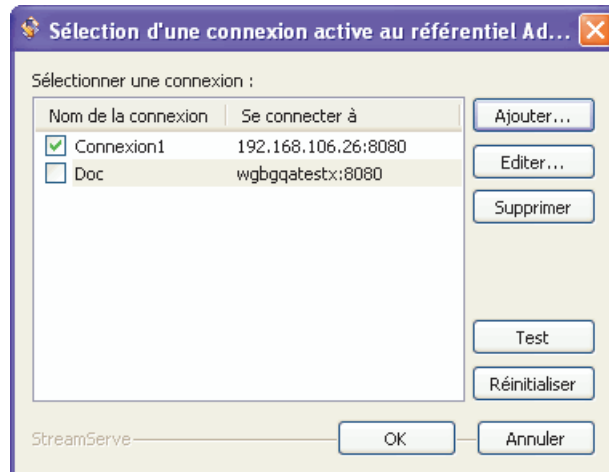 Sélection d'une connexion active au référentiel Ad...
Sélectionner une connexion :
Nom de la connexion Se connecter à
Connexion1 192.168.106.26:8080
Doc wgbgqatestx:8080
Ajouter...
Editer...
Supprimer
Test
Réinitialiser
StreamServe
OK
Annuler